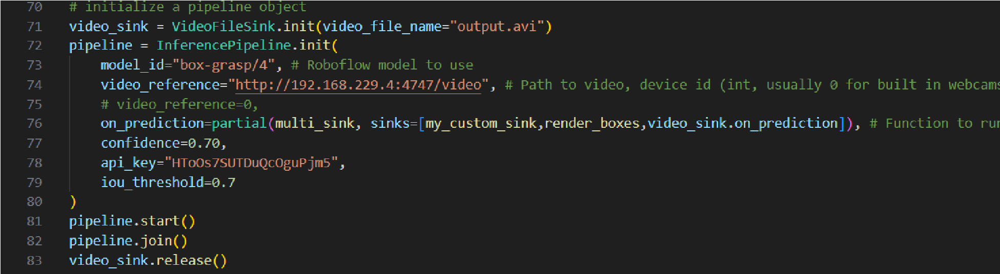 70 # initialize a pipeline object
71 video_sink = VideoFileSink.init(video_file_name="output.avi")
72 pipeline = InferencePipeline.init(
73 model_id="box-grasp/4", # Roboflow model to use
74 video_reference="http://192.168.229.4:4747/video", # Path to video, device id (int, usually 0 for built in webcams
75 # video_reference=0,
76 on_prediction=partial(multi_sink, sinks=[my_custom_sink,render_boxes,video_sink.on_prediction]), # Function to run
77 confidence=0.70,
78 api_key="HToOs7SUTDuQcOguPjm5",
79 iou_threshold=0.7
80 )
81 pipeline.start()
82 pipeline.join()
83 video_sink.release()